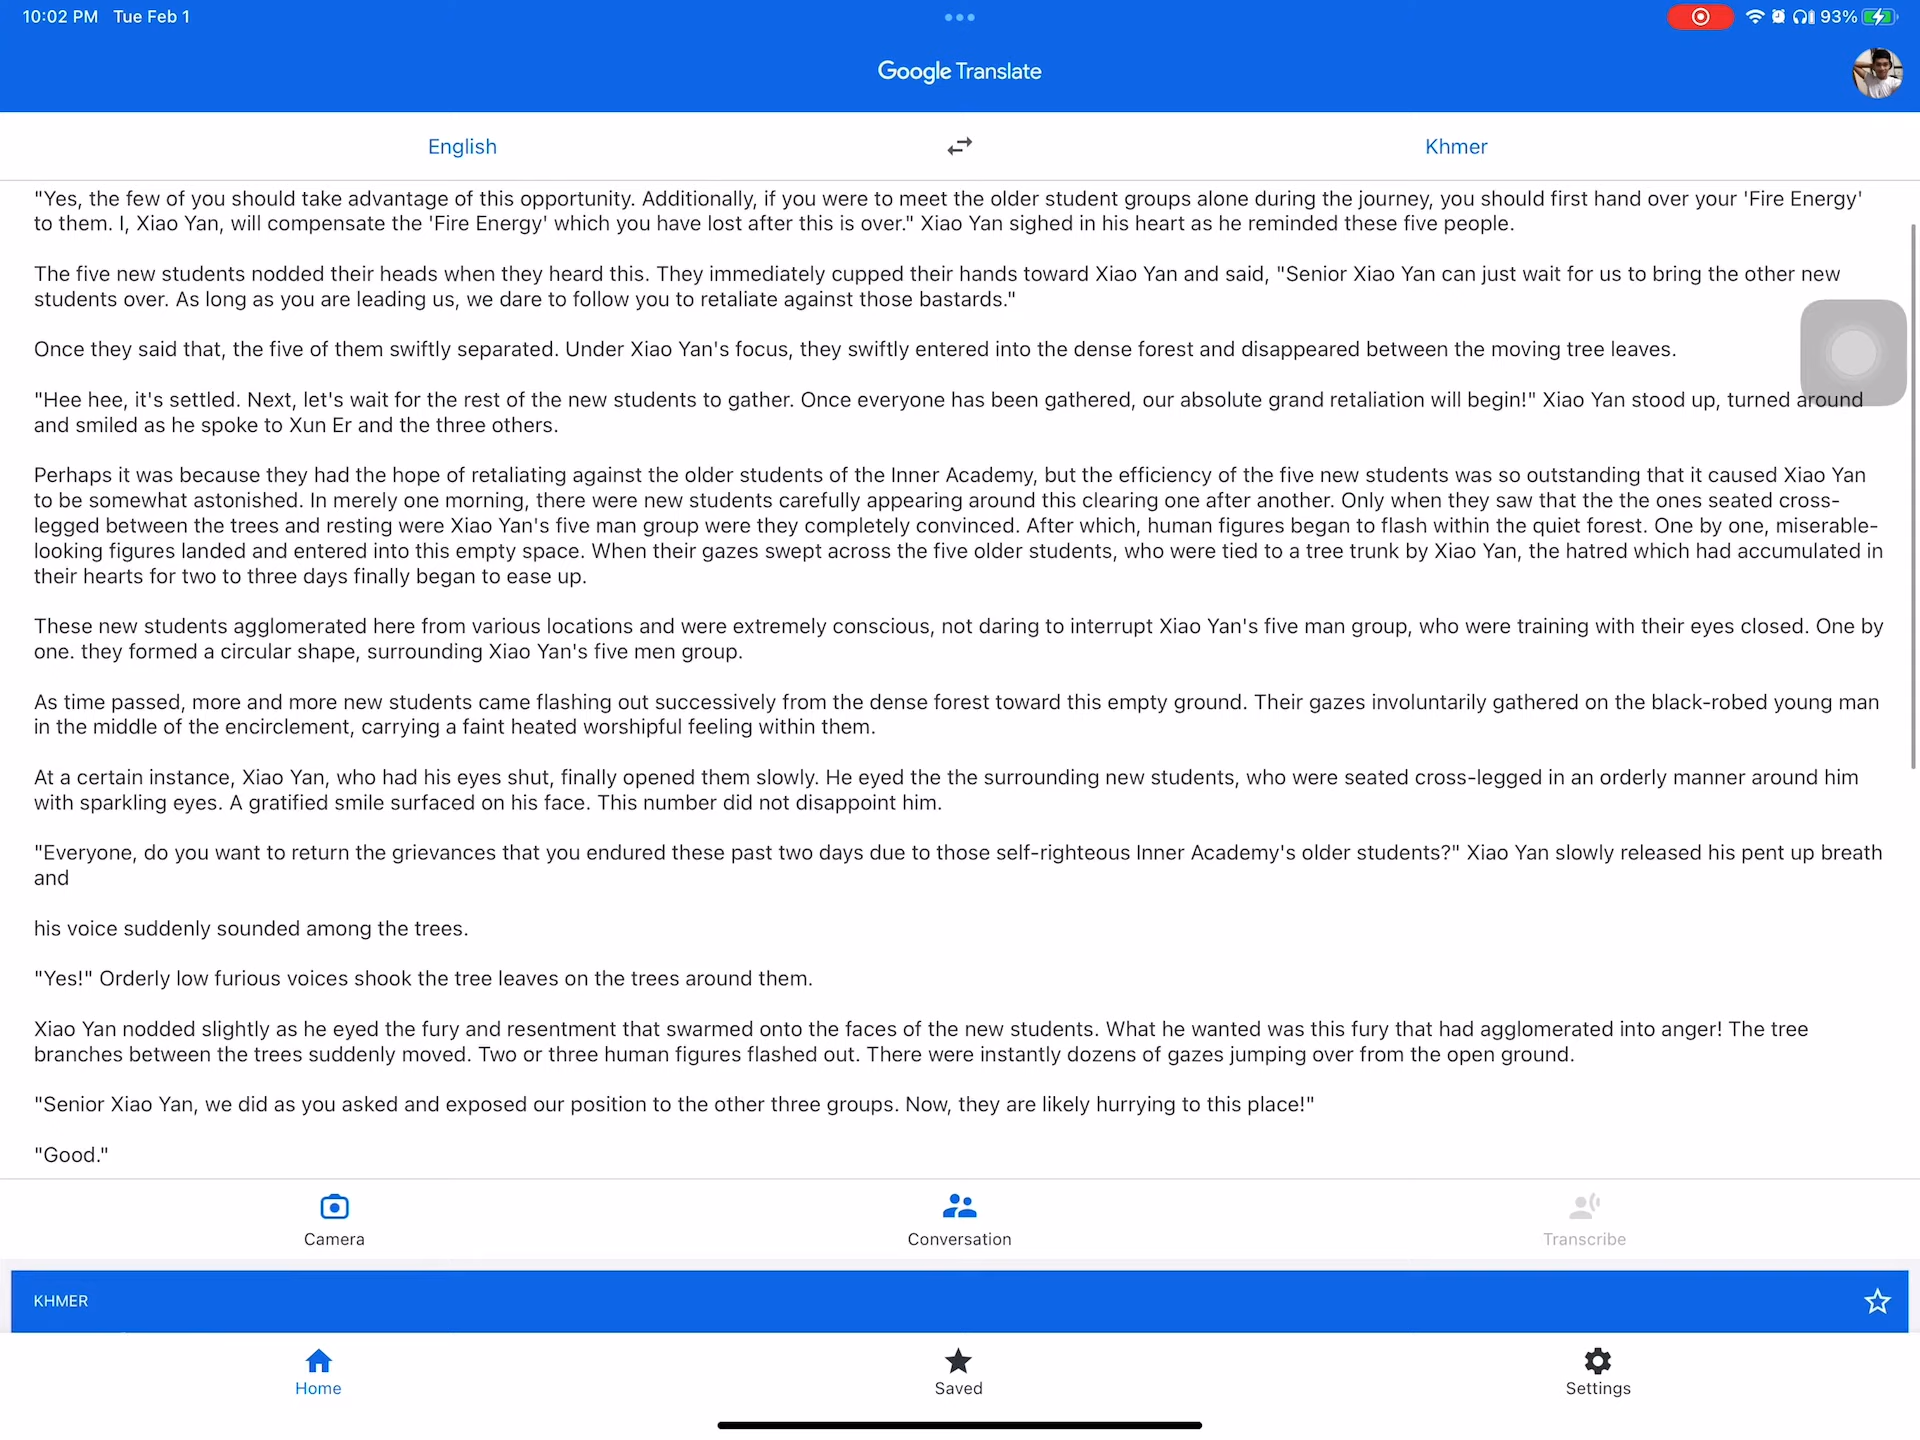 10:02 PM Tue Feb 1
93%
Google Translate
English
Khmer
"Yes, the few of you should take advantage of this opportunity. Additionally, if you were to meet the older student groups alone during the journey, you should first hand over your 'Fire Energy'
to them. I, Xiao Yan, will compensate the 'Fire Energy' which you have lost after this is over." Xiao Yan sighed in his heart as he reminded these five people.
The five new students nodded their heads when they heard this. They immediately cupped their hands toward Xiao Yan and said, "Senior Xiao Yan can just wait for us to bring the other new
students over. As long as you are leading us, we dare to follow you to retaliate against those bastards."
Once they said that, the five of them swiftly separated. Under Xiao Yan's focus, they swiftly entered into the dense forest and disappeared between the moving tree leaves.
"Hee hee, it's settled. Next, let's wait for the rest of the new students to gather. Once everyone has been gathered, our absolute grand retaliation will begin!" Xiao Yan stood up, turned around
and smiled as he spoke to Xun Er and the three others.
Perhaps it was because they had the hope of retaliating against the older students of the Inner Academy, but the efficiency of the five new students was so outstanding that it caused Xiao Yan
to be somewhat astonished. In merely one morning, there were new students carefully appearing around this clearing one after another. Only when they saw that the the ones seated cross-
legged between the trees and resting were Xiao Yan's five man group were they completely convinced. After which, human figures began to flash within the quiet forest. One by one, miserable-
looking figures landed and entered into this empty space. When their gazes swept across the five older students, who were tied to a tree trunk by Xiao Yan, the hatred which had accumulated in
their hearts for two to three days finally began to ease up.
These new students agglomerated here from various locations and were extremely conscious, not daring to interrupt Xiao Yan's five man group, who were training with their eyes closed. One by
one. they formed a circular shape, surrounding Xiao Yan's five men group.
As time passed, more and more new students came flashing out successively from the dense forest toward this empty ground. Their gazes involuntarily gathered on the black-robed young man
in the middle of the encirclement, carrying a faint heated worshipful feeling within them.
At a certain instance, Xiao Yan, who had his eyes shut, finally opened them slowly. He eyed the the surrounding new students, who were seated cross-legged in an orderly manner around him
with sparkling eyes. A gratified smile surfaced on his face. This number did not disappoint him.
"Everyone, do you want to return the grievances that you endured these past two days due to those self-righteous Inner Academy's older students?" Xiao Yan slowly released his pent up breath
and
his voice suddenly sounded among the trees.
"Yes!" Orderly low furious voices shook the tree leaves on the trees around them.
Xiao Yan nodded slightly as he eyed the fury and resentment that swarmed onto the faces of the new students. What he wanted was this fury that had agglomerated into anger! The tree
branches between the trees suddenly moved. Two or three human figures flashed out. There were instantly dozens of gazes jumping over from the open ground.
"Senior Xiao Yan, we did as you asked and exposed our position to the other three groups. Now, they are likely hurrying to this place!"
"Good."
Camera
Conversation
Transcribe
KHMER
Home
Saved
Settings